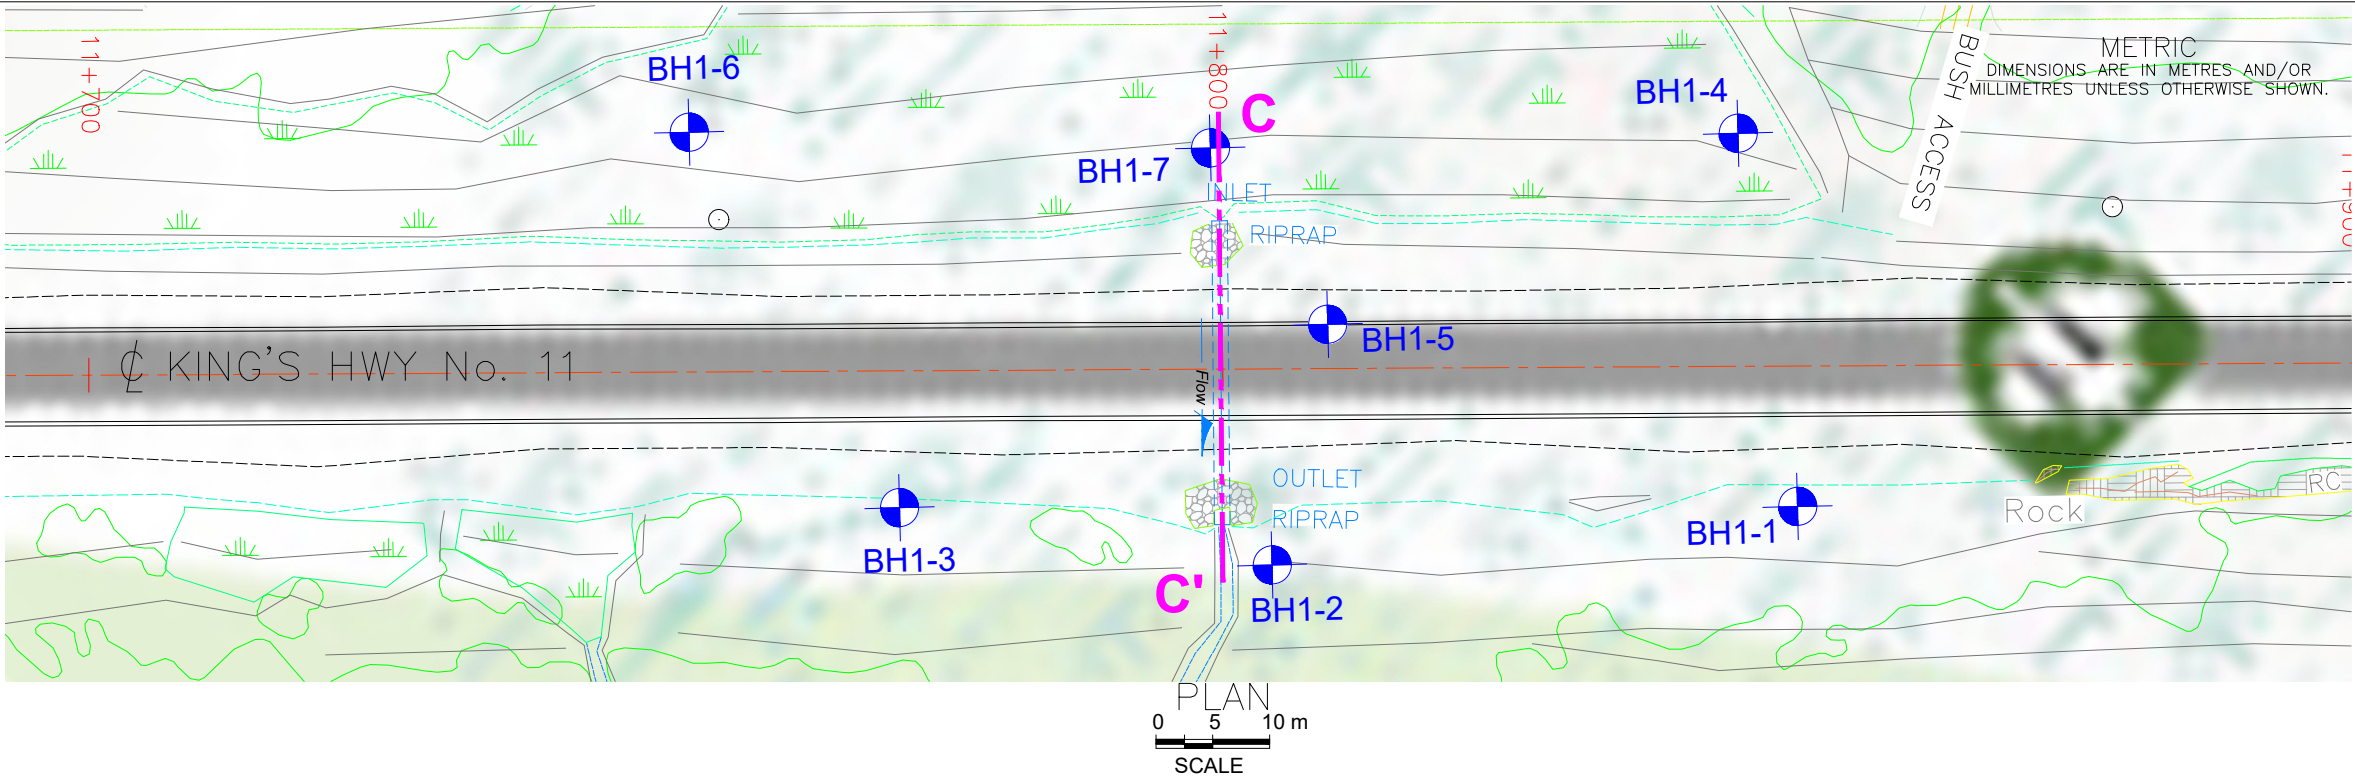 11+700
BH1-6
11+800
C
BH1-4
BUSH ACCESS
METRIC
DIMENSIONS ARE IN METRES AND/OR
MILLIMETRES UNLESS OTHERWISE SHOWN.
BH1-7
INLET
RIPRAP
11+900
BH1-5
℄ KING'S HWY No. 11
Flow
OUTLET
RIPRAP
BH1-3
C'
BH1-2
BH1-1
Rock
RC
PLAN
0 5 10 m
SCALE